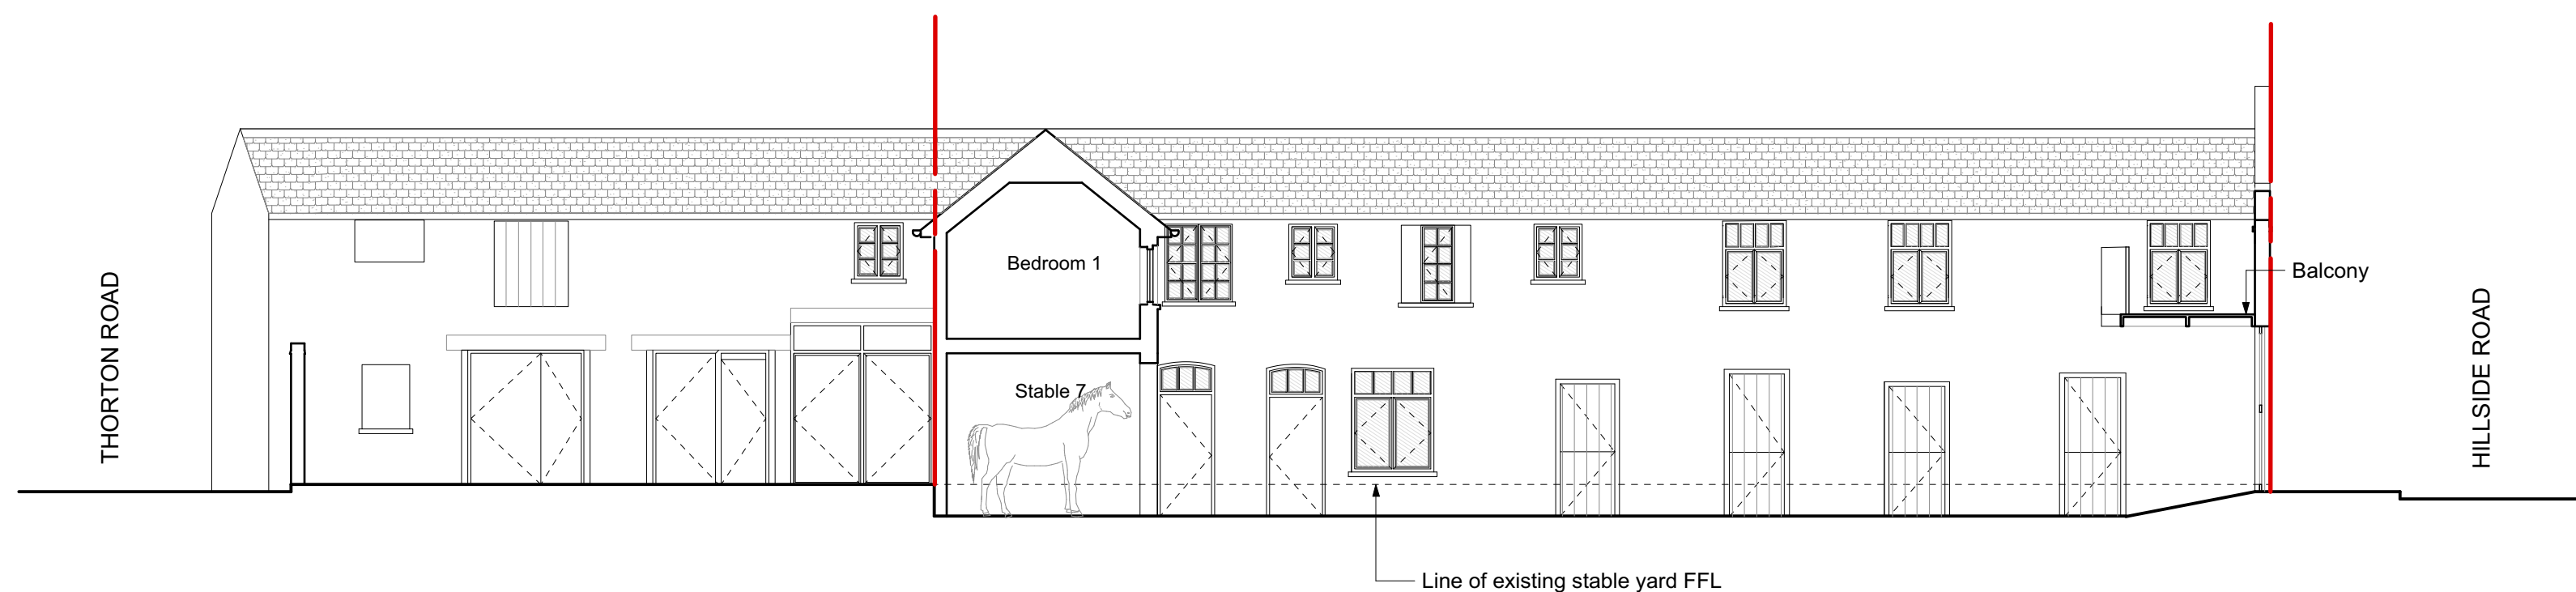 THORTON ROAD
Bedroom 1
Stable 7
Balcony
HILLSIDE ROAD
Line of existing stable yard FFL